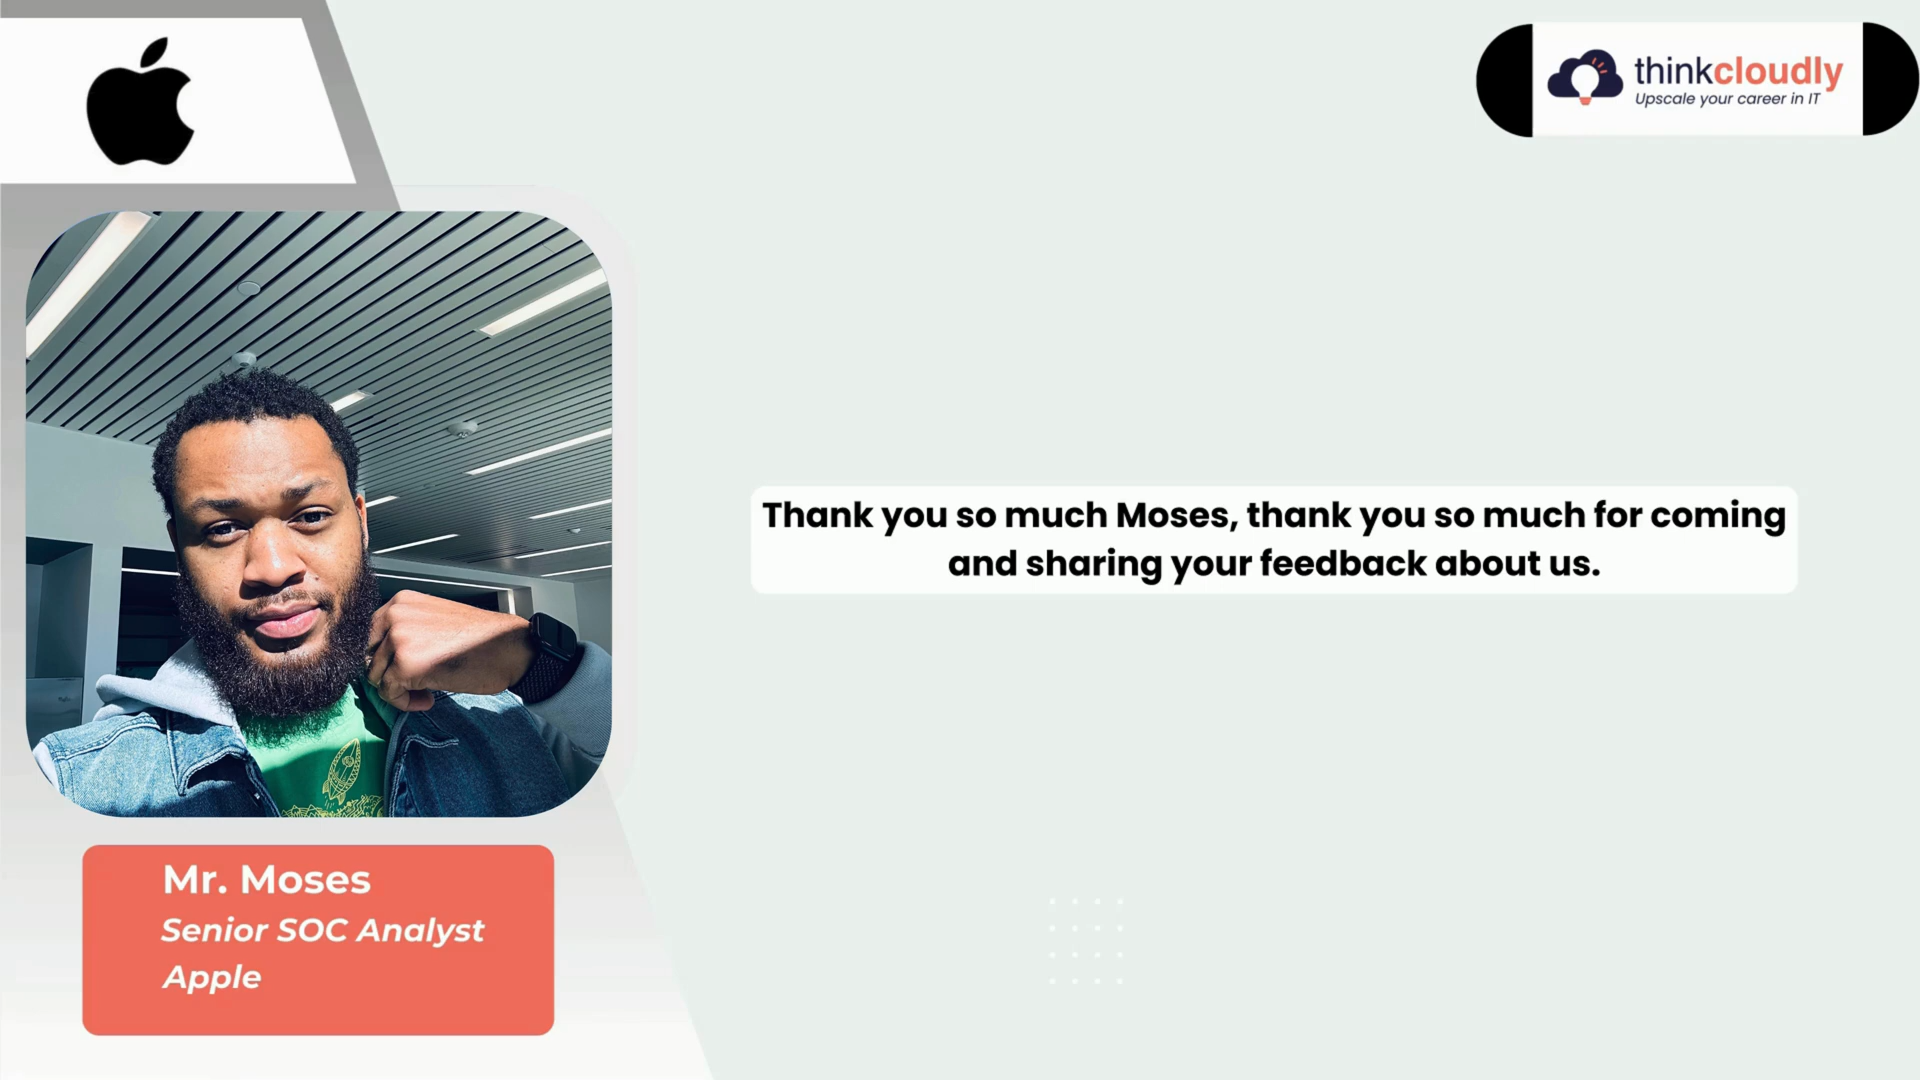 thinkcloudly
Upscale your career in IT
Thank you so much Moses, thank you so much for coming
and sharing your feedback about us.
Mr. Moses
Senior SOC Analyst
Apple